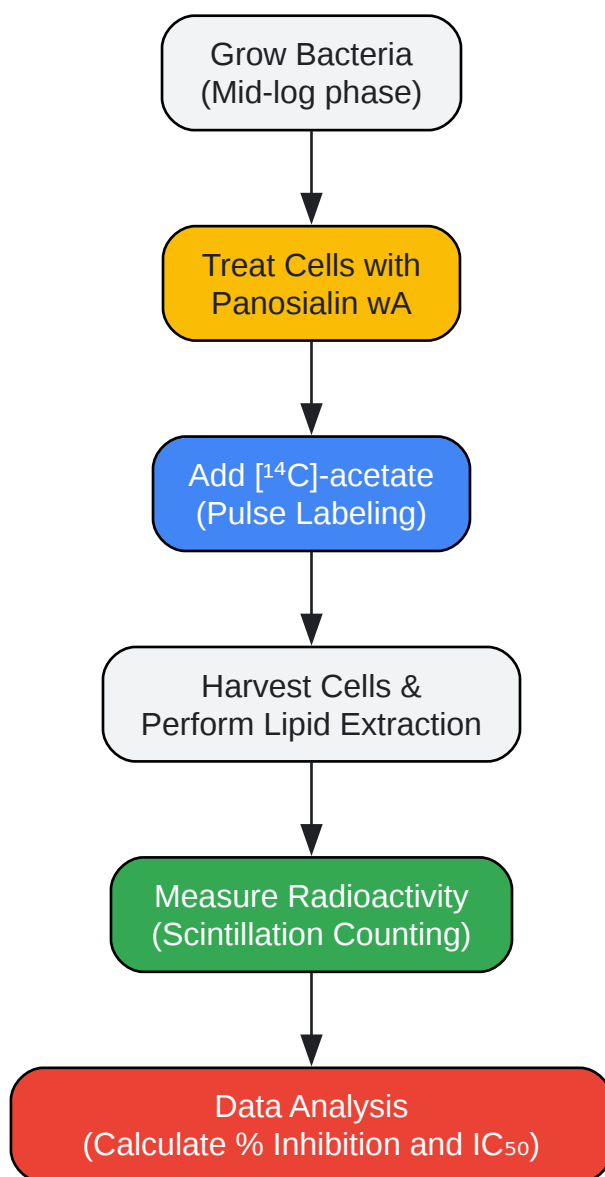 Grow Bacteria
(Mid-log phase)
Treat Cells with
Panosialin wA
Add [¹⁴C]-acetate
(Pulse Labeling)
Harvest Cells &
Perform Lipid Extraction
Measure Radioactivity
(Scintillation Counting)
Data Analysis
(Calculate % Inhibition and IC₅₀)